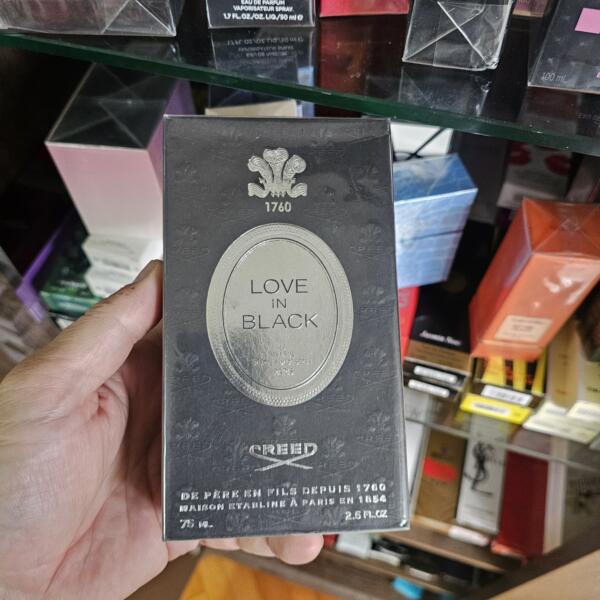 EAU DE PARFUM
VAPORISATEUR SPRAY
1.7 FL.OZ./OZ. LIQ./50 ml e
100 ml
1760
LOVE
IN
BLACK
CREED
DE PÈRE EN FILS DEPUIS 1760
MAISON ETABLINE À PARIS EN 1854
75 ML. 2.5 FL.OZ